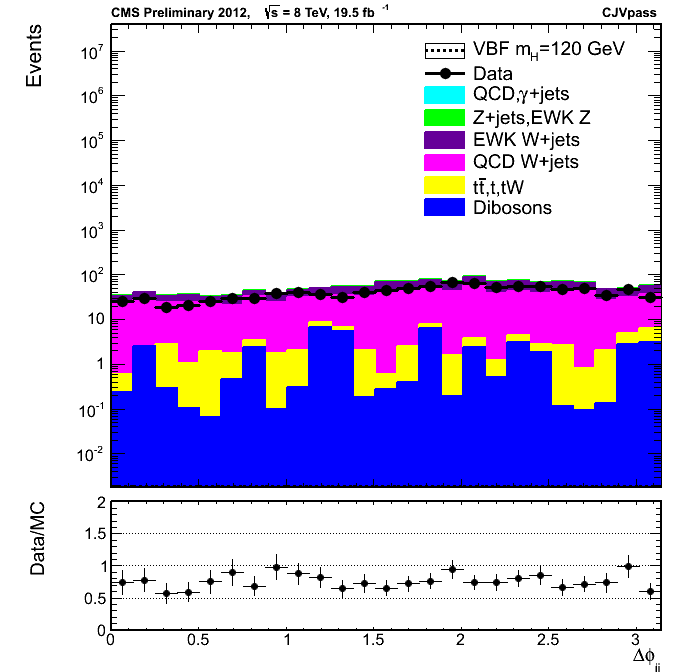 CMS Preliminary 2012, √s = 8 TeV, 19.5 fb⁻¹ CJVpass
Events
10⁷
10⁶
10⁵
10⁴
10³
10²
10
1
10⁻¹
10⁻²
VBF m_H=120 GeV
Data
QCD,γ+jets
Z+jets,EWK Z
EWK W+jets
QCD W+jets
tt̄,t,tW
Dibosons
Data/MC
2
1.5
1
0.5
0
0 0.5 1 1.5 2 2.5 3
Δϕ_jj